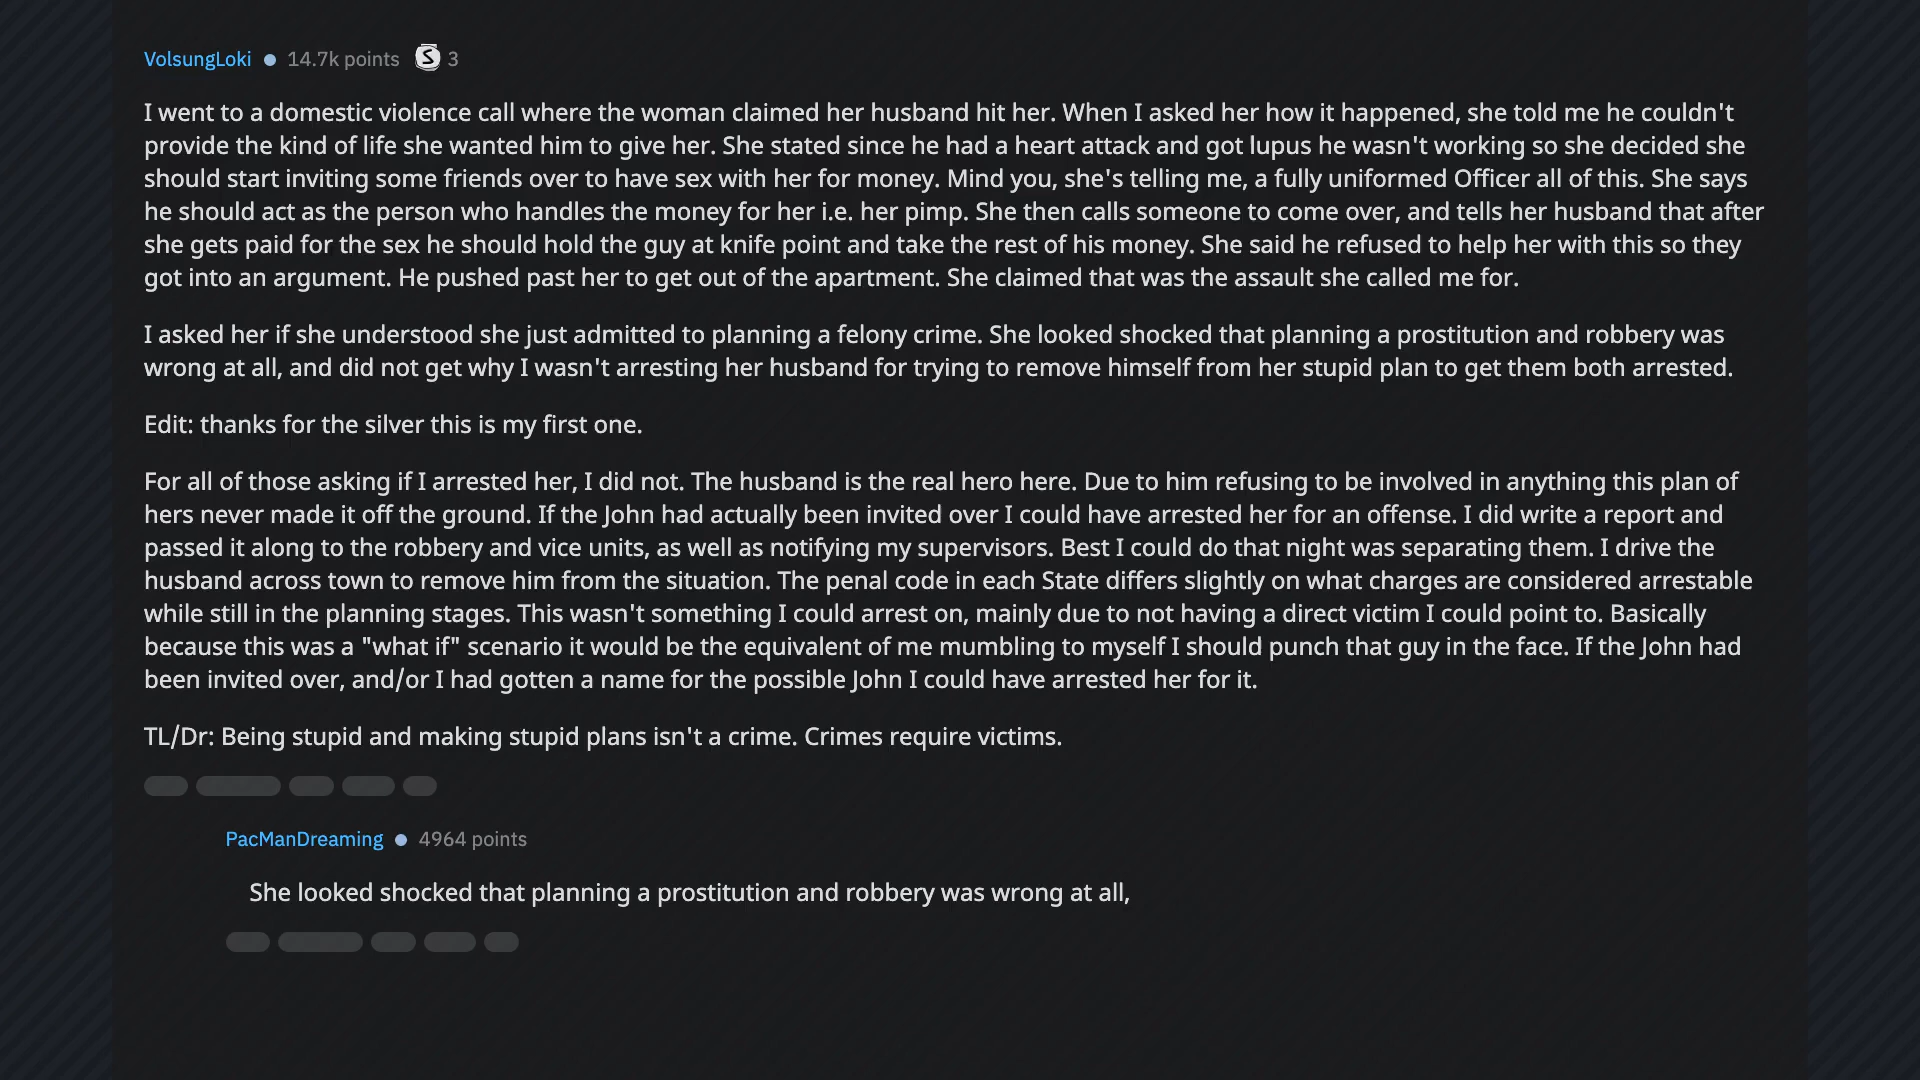 VolsungLoki ● 14.7k points S 3
I went to a domestic violence call where the woman claimed her husband hit her. When I asked her how it happened, she told me he couldn't
provide the kind of life she wanted him to give her. She stated since he had a heart attack and got lupus he wasn't working so she decided she
should start inviting some friends over to have sex with her for money. Mind you, she's telling me, a fully uniformed Officer all of this. She says
he should act as the person who handles the money for her i.e. her pimp. She then calls someone to come over, and tells her husband that after
she gets paid for the sex he should hold the guy at knife point and take the rest of his money. She said he refused to help her with this so they
got into an argument. He pushed past her to get out of the apartment. She claimed that was the assault she called me for.
I asked her if she understood she just admitted to planning a felony crime. She looked shocked that planning a prostitution and robbery was
wrong at all, and did not get why I wasn't arresting her husband for trying to remove himself from her stupid plan to get them both arrested.
Edit: thanks for the silver this is my first one.
For all of those asking if I arrested her, I did not. The husband is the real hero here. Due to him refusing to be involved in anything this plan of
hers never made it off the ground. If the John had actually been invited over I could have arrested her for an offense. I did write a report and
passed it along to the robbery and vice units, as well as notifying my supervisors. Best I could do that night was separating them. I drive the
husband across town to remove him from the situation. The penal code in each State differs slightly on what charges are considered arrestable
while still in the planning stages. This wasn't something I could arrest on, mainly due to not having a direct victim I could point to. Basically
because this was a "what if" scenario it would be the equivalent of me mumbling to myself I should punch that guy in the face. If the John had
been invited over, and/or I had gotten a name for the possible John I could have arrested her for it.
TL/Dr: Being stupid and making stupid plans isn't a crime. Crimes require victims.
PacManDreaming ● 4964 points
She looked shocked that planning a prostitution and robbery was wrong at all,